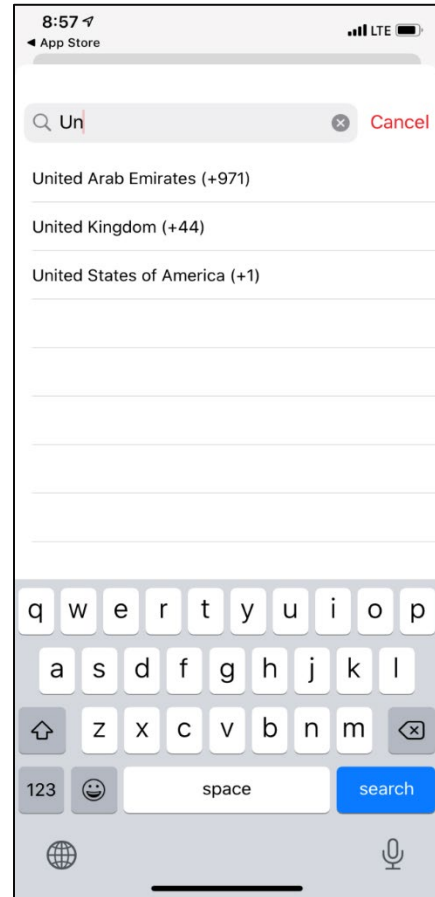 8:57
◀ App Store
LTE
Un
Cancel
United Arab Emirates (+971)
United Kingdom (+44)
United States of America (+1)
q w e r t y u i o p
a s d f g h j k l
z x c v b n m
123 space search